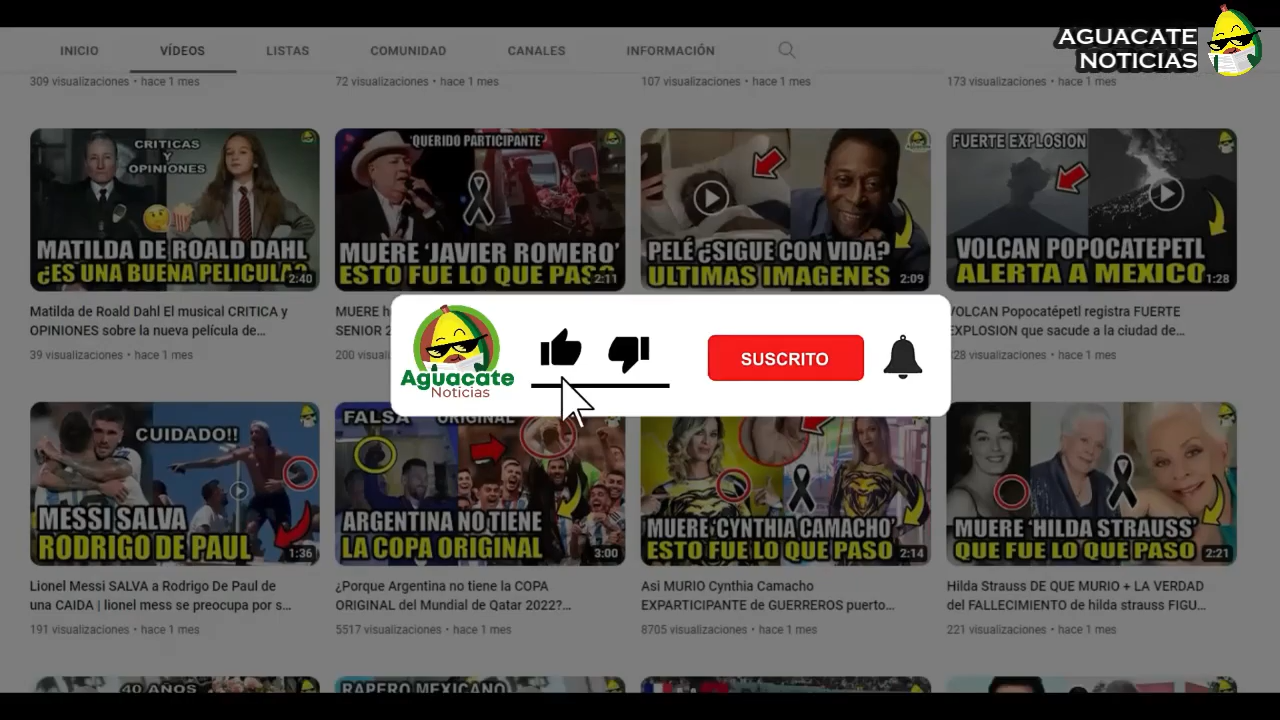 AGUACATE
NOTICIAS
INICIO
VÍDEOS
LISTAS
COMUNIDAD
CANALES
INFORMACIÓN
309 visualizaciones • hace 1 mes
72 visualizaciones • hace 1 mes
107 visualizaciones • hace 1 mes
173 visualizaciones • hace 1 mes
CRITICAS
Y
OPINIONES
MATILDA DE ROALD DAHL
¿ES UNA BUENA PELICULA?
2:40
'QUERIDO PARTICIPANTE'
MUERE 'JAVIER ROMERO'
ESTO FUE LO QUE PASO
2:11
PELÉ ¿SIGUE CON VIDA?
ULTIMAS IMAGENES
2:09
FUERTE EXPLOSION
VOLCAN POPOCATEPETL
ALERTA A MEXICO
1:28
Matilda de Roald Dahl El musical CRITICA y
OPINIONES sobre la nueva película de...
39 visualizaciones • hace 1 mes
MUERE
SENIOR
200
VOLCAN Popocatépetl registra FUERTE
EXPLOSION que sacude a la ciudad de...
visualizaciones • hace 1 mes
Aguacate
Noticias
SUSCRITO
CUIDADO!!
MESSI SALVA
RODRIGO DE PAUL
1:36
FALSA
ORIGINAL
ARGENTINA NO TIENE
LA COPA ORIGINAL
3:00
MUERE 'CYNTHIA CAMACHO'
ESTO FUE LO QUE PASO
2:14
MUERE 'HILDA STRAUSS'
QUE FUE LO QUE PASO
2:21
Lionel Messi SALVA a Rodrigo De Paul de
una CAIDA | lionel mess se preocupa por s...
191 visualizaciones • hace 1 mes
¿Porque Argentina no tiene la COPA
ORIGINAL del Mundial de Qatar 2022?...
5517 visualizaciones • hace 1 mes
Asi MURIO Cynthia Camacho
EXPARTICIPANTE de GUERREROS puerto...
8705 visualizaciones • hace 1 mes
Hilda Strauss DE QUE MURIO + LA VERDAD
del FALLECIMIENTO de hilda strauss FIGU...
221 visualizaciones • hace 1 mes
40 AÑOS
RAPERO MEXICANO